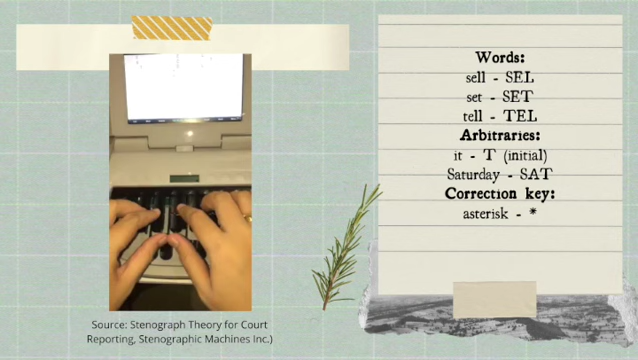 Words:
sell - SEL
set - SET
tell - TEL
Arbitraries:
it - T (initial)
Saturday - SAT
Correction key:
asterisk - *
Source: Stenograph Theory for Court
Reporting, Stenographic Machines Inc.)